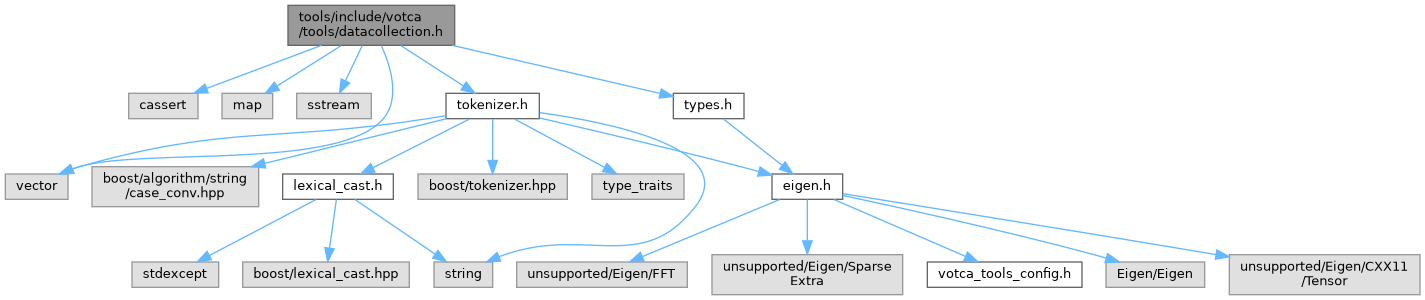 tools/include/votca
/tools/datacollection.h
cassert
map
sstream
tokenizer.h
types.h
vector
boost/algorithm/string
/case_conv.hpp
lexical_cast.h
boost/tokenizer.hpp
type_traits
eigen.h
stdexcept
boost/lexical_cast.hpp
string
unsupported/Eigen/FFT
unsupported/Eigen/Sparse
Extra
votca_tools_config.h
Eigen/Eigen
unsupported/Eigen/CXX11
/Tensor